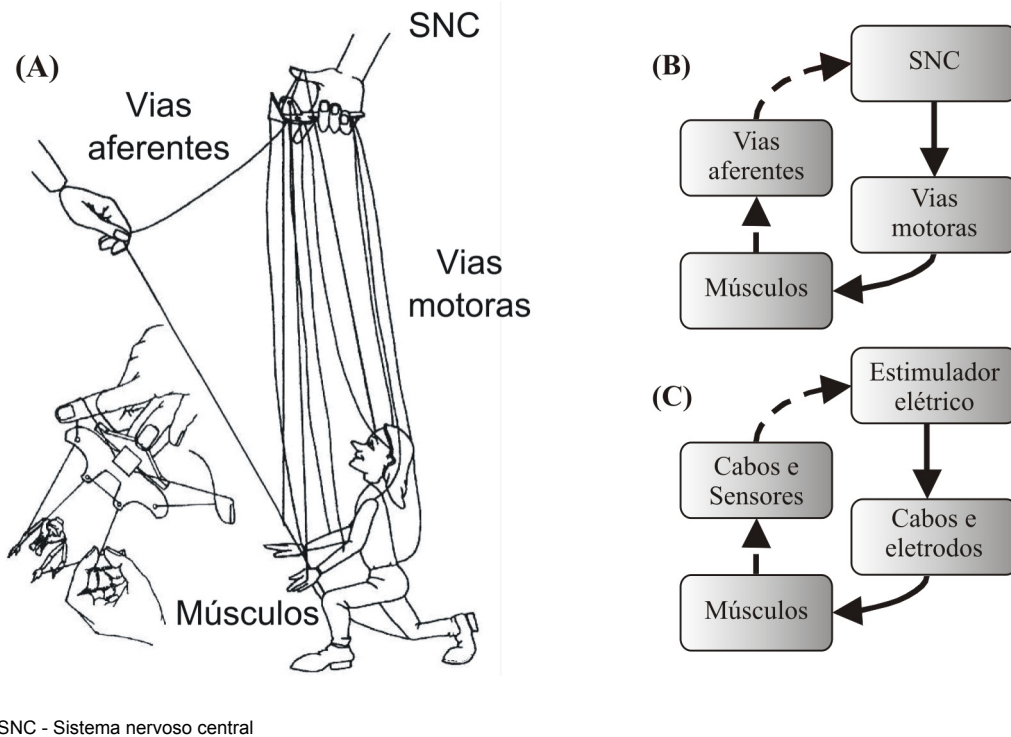 (A)
SNC
Vias
aferentes
Vias
motoras
Músculos
(B)
SNC
Vias
aferentes
Vias
motoras
Músculos
(C)
Estimulador
elétrico
Cabos e
Sensores
Cabos e
eletrodos
Músculos
SNC - Sistema nervoso central